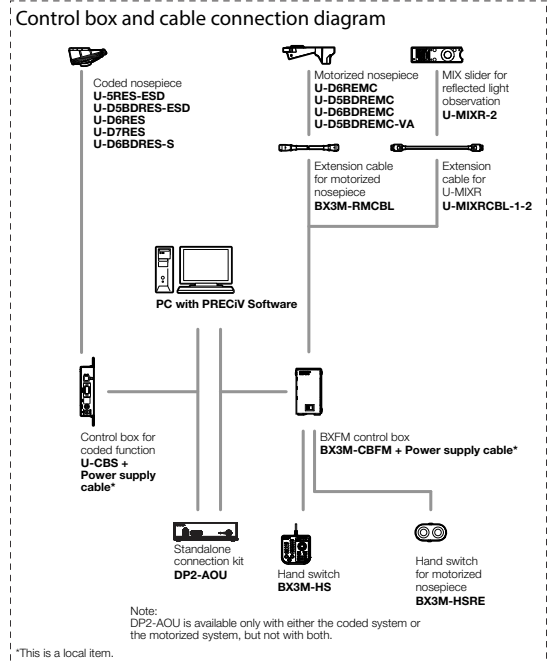 Control box and cable connection diagram
Coded nosepiece
U-5RES-ESD
U-D5BDRES-ESD
U-D6RES
U-D7RES
U-D6BDRES-S
Motorized nosepiece
U-D6REMC
U-D5BDREMC
U-D6BDREMC
U-D5BDREMC-VA
MIX slider for
reflected light
observation
U-MIXR-2
Extension cable
for motorized
nosepiece
BX3M-RMCBL
Extension
cable for
U-MIXR
U-MIXRCBL-1-2
PC with PRECiV Software
Control box for
coded function
U-CBS +
Power supply
cable*
BXFM control box
BX3M-CBFM + Power supply cable*
Standalone
connection kit
DP2-AOU
Hand switch
BX3M-HS
Hand switch
for motorized
nosepiece
BX3M-HSRE
Note:
DP2-AOU is available only with either the coded system or
the motorized system, but not with both.
*This is a local item.